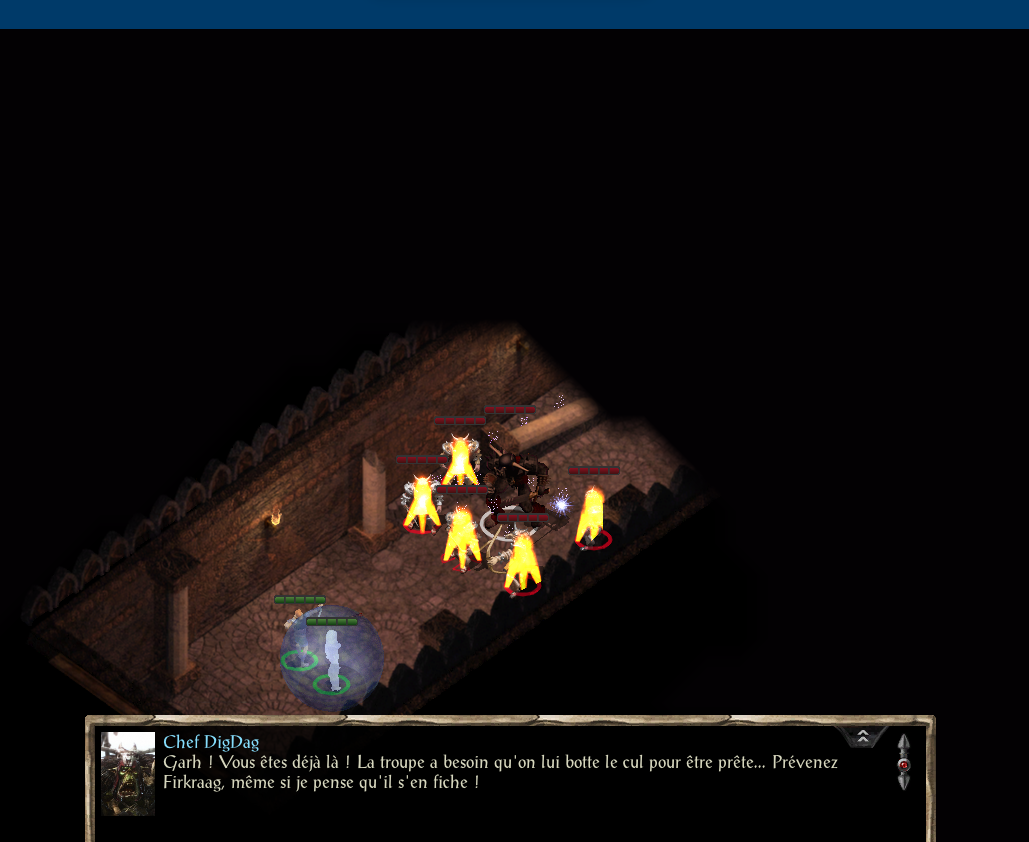 Chef DigDag
Garh ! Vous êtes déjà là ! La troupe a besoin qu'on lui botte le cul pour être prête... Prévenez
Firkraag, même si je pense qu'il s'en fiche !